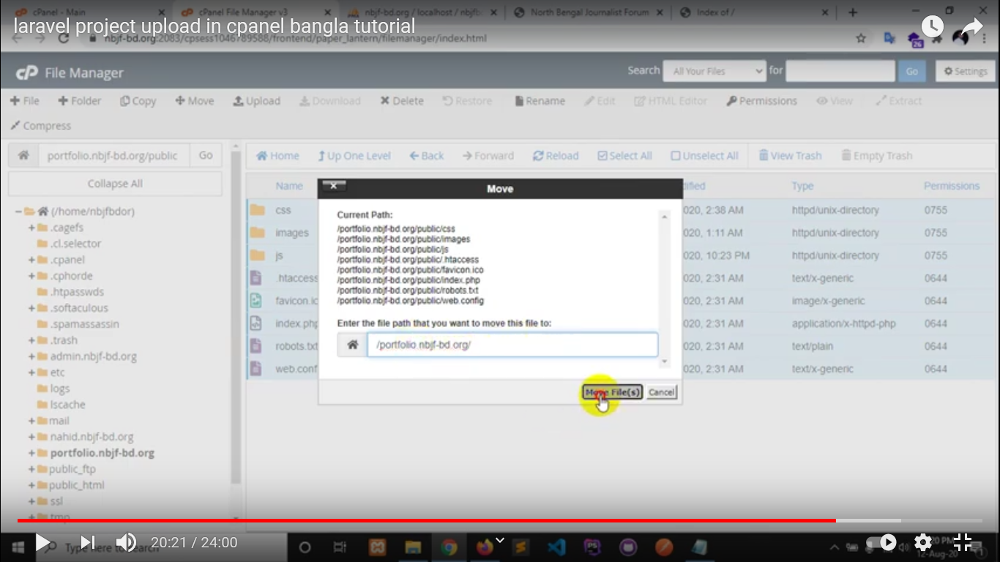 cPanel - Main
cPanel File Manager v3
nbjf-bd.org / localhost / nbjfb
North Bengal Journalist Forum
Index of /
laravel project upload in cpanel bangla tutorial
nbjf-bd.org:2083/cpsess1046789588/frontend/paper_lantern/filemanager/index.html
26
cP File Manager
Search All Your Files for Go Settings
File Folder Copy Move Upload Download Delete Restore Rename Edit HTML Editor Permissions View Extract
Compress
portfolio.nbjf-bd.org/public Go
Home Up One Level Back Forward Reload Select All Unselect All View Trash Empty Trash
Collapse All
(/home/nbjfbdor)
.cagefs
.cl.selector
.cpanel
.cphorde
.htpasswds
.softaculous
.spamassassin
.trash
admin.nbjf-bd.org
etc
logs
lscache
mail
nahid.nbjf-bd.org
portfolio.nbjf-bd.org
public_ftp
public_html
ssl
tmp
Name dified Type Permissions
css 020, 2:38 AM httpd/unix-directory 0755
images 020, 1:11 AM httpd/unix-directory 0755
js 020, 10:23 PM httpd/unix-directory 0755
.htaccess 020, 2:31 AM text/x-generic 0644
favicon.ic 020, 2:31 AM image/x-generic 0644
index.php 020, 2:31 AM application/x-httpd-php 0644
robots.txt 020, 2:31 AM text/plain 0644
web.conf 020, 2:31 AM text/x-generic 0644
Move
Current Path:
/portfolio.nbjf-bd.org/public/css
/portfolio.nbjf-bd.org/public/images
/portfolio.nbjf-bd.org/public/js
/portfolio.nbjf-bd.org/public/.htaccess
/portfolio.nbjf-bd.org/public/favicon.ico
/portfolio.nbjf-bd.org/public/index.php
/portfolio.nbjf-bd.org/public/robots.txt
/portfolio.nbjf-bd.org/public/web.config
Enter the file path that you want to move this file to:
/portfolio.nbjf-bd.org/
Move File(s) Cancel
Type here to search
20:21 / 24:00
20 PM
12-Aug-20